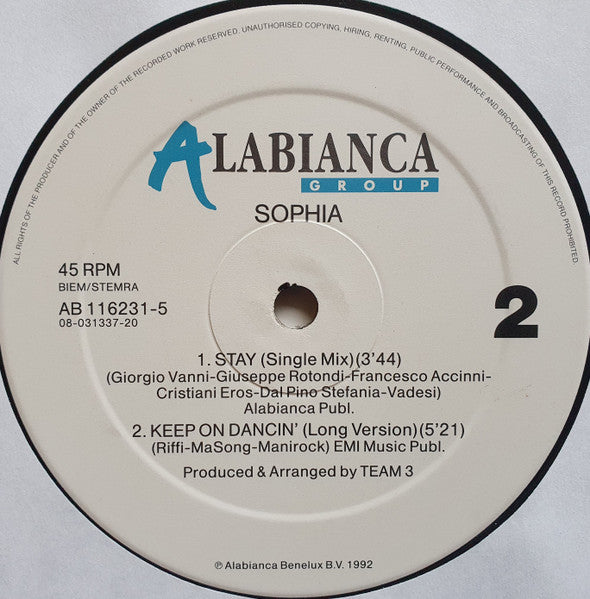 ALL RIGHTS OF THE PRODUCER AND OF THE OWNER OF THE RECORDED WORK RESERVED. UNAUTHORISED COPYING, HIRING, RENTING, PUBLIC PERFORMANCE AND BROADCASTING OF THIS RECORD PROHIBITED.
ALABIANCA
GROUP
SOPHIA
45 RPM
BIEM/STEMRA
AB 116231-5
08-031337-20
2
1. STAY (Single Mix)(3'44)
(Giorgio Vanni-Giuseppe Rotondi-Francesco Accinni-
Cristiani Eros-Dal Pino Stefania-Vadesi)
Alabianca Publ.
2. KEEP ON DANCIN' (Long Version)(5'21)
(Riffi-MaSong-Manirock) EMI Music Publ.
Produced & Arranged by TEAM 3
℗ Alabianca Benelux B.V. 1992